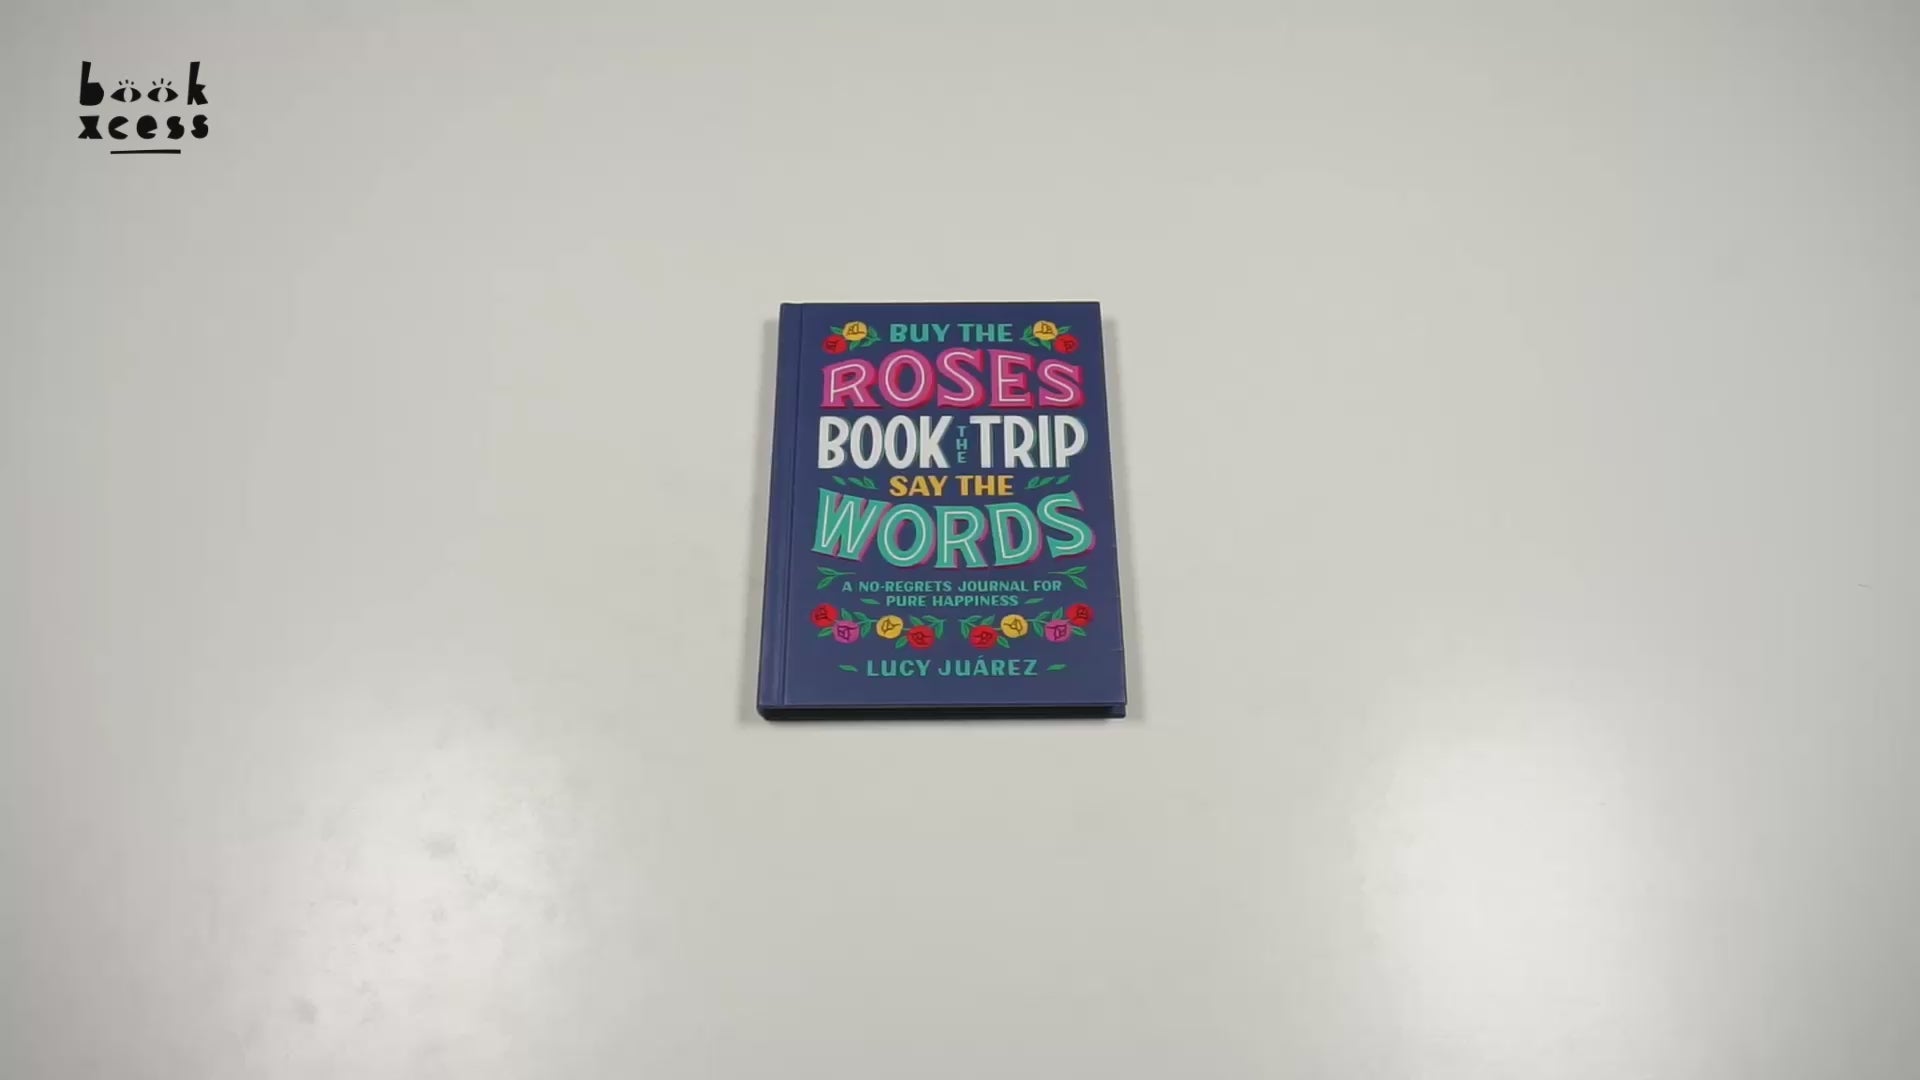 book
xcess
BUY THE
ROSES
BOOK THE TRIP
SAY THE
WORDS
A NO-REGRETS JOURNAL FOR
PURE HAPPINESS
LUCY JUÁREZ